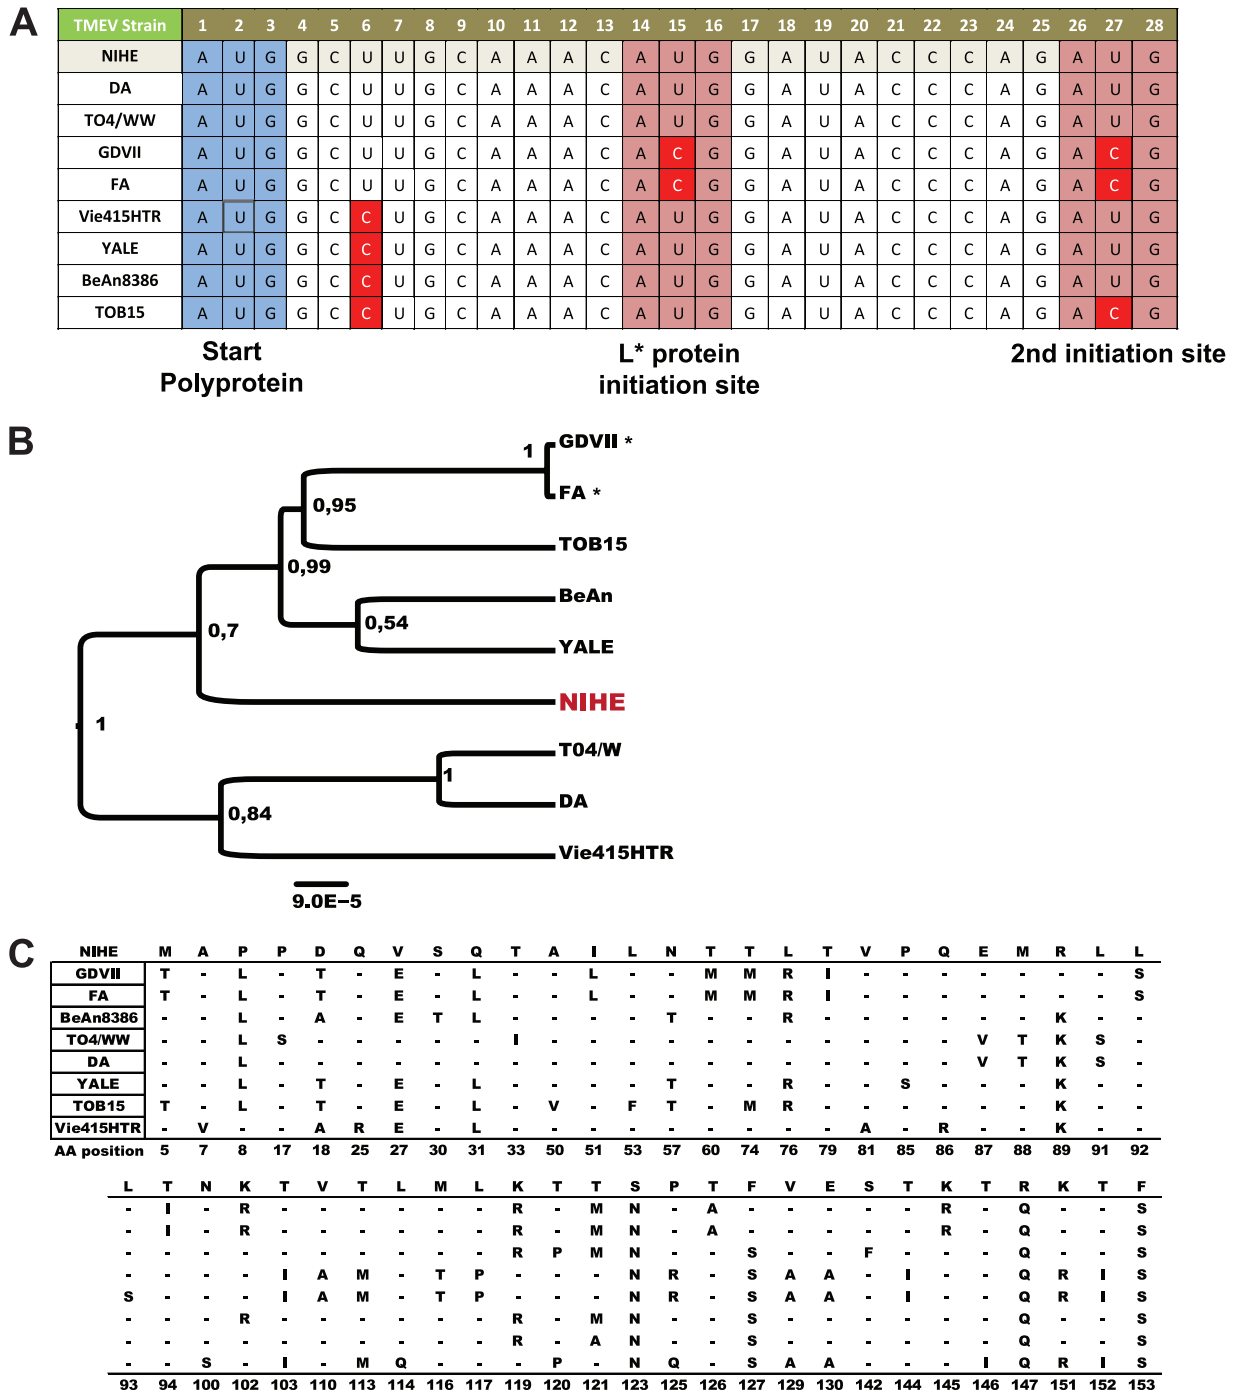 A
TMEV Strain 1 2 3 4 5 6 7 8 9 10 11 12 13 14 15 16 17 18 19 20 21 22 23 24 25 26 27 28
NIHE A U G G C U U G C A A A C A U G G A U A C C C A G A U G
DA A U G G C U U G C A A A C A U G G A U A C C C A G A U G
TO4/WW A U G G C U U G C A A A C A U G G A U A C C C A G A U G
GDVII A U G G C U U G C A A A C A C G G A U A C C C A G A C G
FA A U G G C U U G C A A A C A C G G A U A C C C A G A C G
Vie415HTR A U G G C C U G C A A A C A U G G A U A C C C A G A U G
YALE A U G G C C U G C A A A C A U G G A U A C C C A G A U G
BeAn8386 A U G G C C U G C A A A C A U G G A U A C C C A G A U G
TOB15 A U G G C C U G C A A A C A U G G A U A C C C A G A C G
Start Polyprotein
L* protein initiation site
2nd initiation site
B
GDVII *
1
FA *
0,95
TOB15
0,99
BeAn
0,54
YALE
0,7
NIHE
1
T04/W
1
DA
0,84
Vie415HTR
9.0E-5
C
NIHE M A P P D Q V S Q T A I L N T T L T V P Q E M R L L
GDVII T - L - T - E - L - - L - - M M R I - - - - - - - S
FA T - L - T - E - L - - L - - M M R I - - - - - - - S
BeAn8386 - - L - A - E T L - - - - T - - R - - - - - - K - -
TO4/WW - - L S - - - - - I - - - - - - - - - - - V T K S -
DA - - L - - - - - - - - - - - - - - - - - - V T K S -
YALE - - L - T - E - L - - - - T - - R - - S - - - K - -
TOB15 T - L - T - E - L - V - F T - M R - - - - - - K - -
Vie415HTR - V - - A R E - L - - - - - - - - - A - R - - K - -
AA position 5 7 8 17 18 25 27 30 31 33 50 51 53 57 60 74 76 79 81 85 86 87 88 89 91 92
L T N K T V T L M L K T T S P T F V E S T K T R K T F
- I - R - - - - - - R - M N - A - - - - - R - Q - - S
- I - R - - - - - - R - M N - A - - - - - R - Q - - S
- - - - - - - - - - R P M N - - S - - F - - - Q - - S
- - - - I A M - T P - - - N R - S A A - I - - Q R I S
S - - - I A M - T P - - - N R - S A A - I - - Q R I S
- - - R - - - - - - R - M N - - S - - - - - - Q - - S
- - - - - - - - - - R - A N - - S - - - - - - Q - - S
- - S - I - M Q - - - P - N Q - S A A - - - I Q R I S
93 94 100 102 103 110 113 114 116 117 119 120 121 123 125 126 127 129 130 142 144 145 146 147 151 152 153